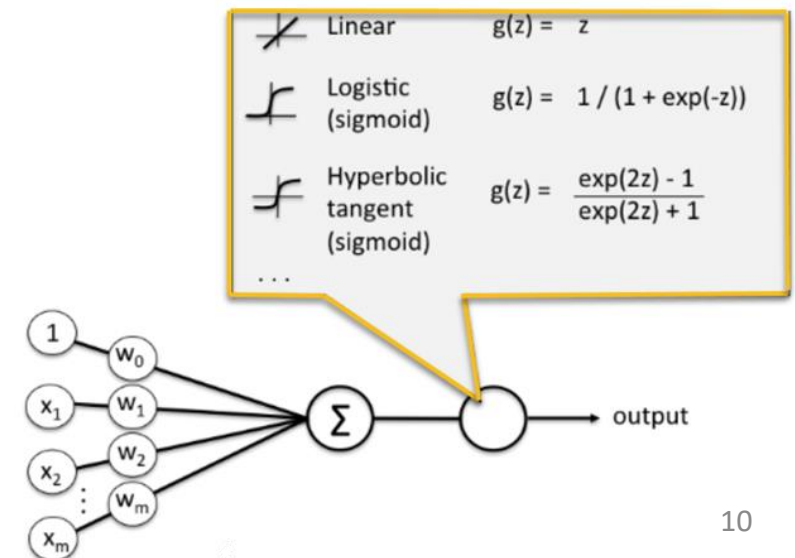 Linear g(z) = z
Logistic
(sigmoid) g(z) = 1 / (1 + exp(-z))
Hyperbolic
tangent
(sigmoid) g(z) = exp(2z) - 1
exp(2z) + 1
. . .
1 w₀
x₁ w₁
x₂ w₂
⋮ wₘ
xₘ
Σ
output
10